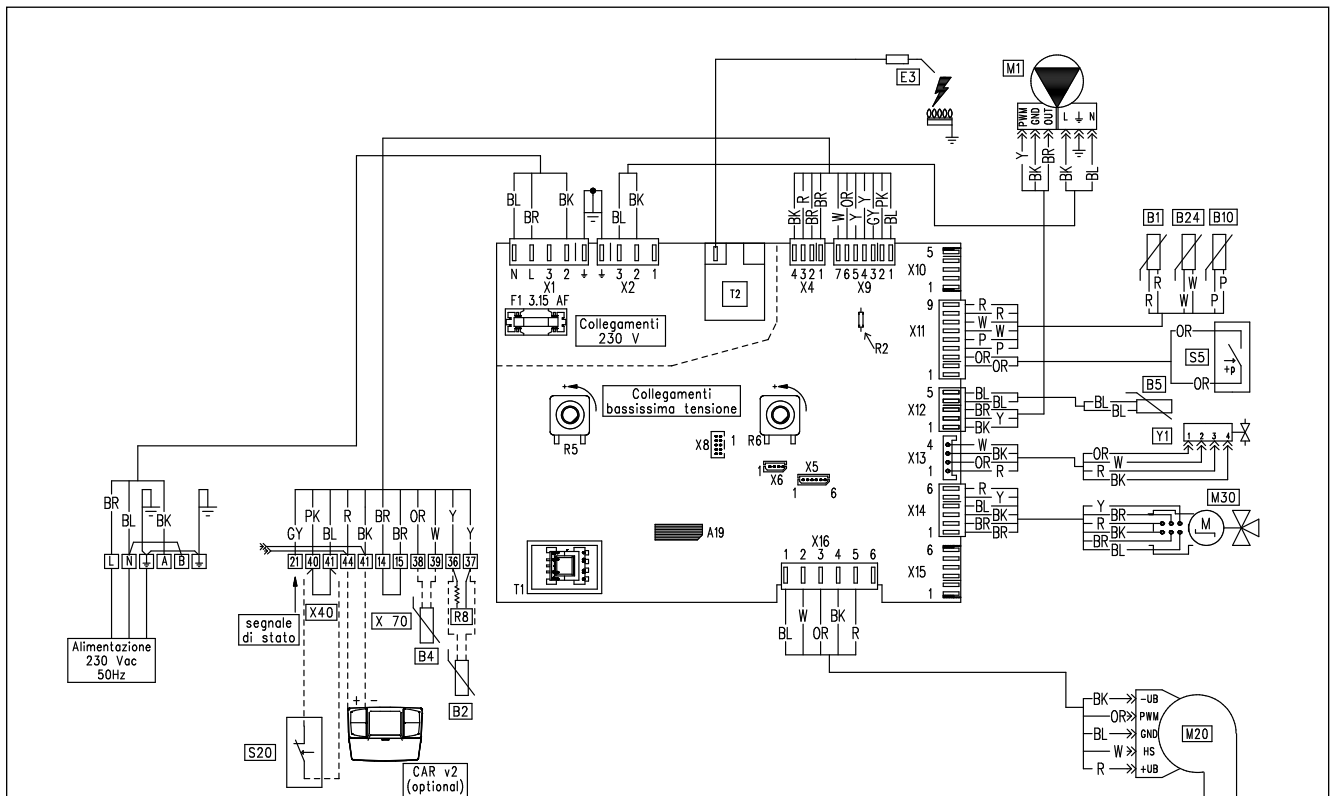 E3
M1
PWM
GND
OUT
L
N
Y
BK
BR
BK
BL
BL
BR
BK
BL
BK
BK
R
BR
BR
W
OR
Y
Y
GY
PK
BL
B1
B24
B10
R
R
W
W
P
P
N L 3 2
X1
3 2 1
X2
F1 3.15 AF
Collegamenti
230 V
T2
4 3 2 1
X4
7 6 5 4 3 2 1
X9
R2
5
X10
1
9
X11
1
R
R
W
W
P
P
OR
OR
OR
S5
+p
OR
Collegamenti
bassissima tensione
+
R5
+
R6
X8
1
1
X6
X5
1 6
A19
T1
5
X12
1
BL
BL
BR
Y
BK
B5
BL
BL
4
X13
1
W
BK
OR
R
Y1
1 2 3 4
OR
W
R
BK
6
X14
1
R
Y
BL
BK
BR
BR
Y
BR
R
BK
BR
BL
M30
M
6
X15
1
X16
1 2 3 4 5 6
BL
W
OR
BK
R
BR
BL
BK
L N A B
Alimentazione
230 Vac
50Hz
GY
PK
BL
R
BK
BR
BR
OR
W
Y
Y
21 40 41 44 41 14 15 38 39 36 37
segnale
di stato
X40
X 70
R8
B4
B2
S20
+ -
CAR v2
(optional)
BK
-UB
OR
PWM
BL
GND
W
HS
R
+UB
M20